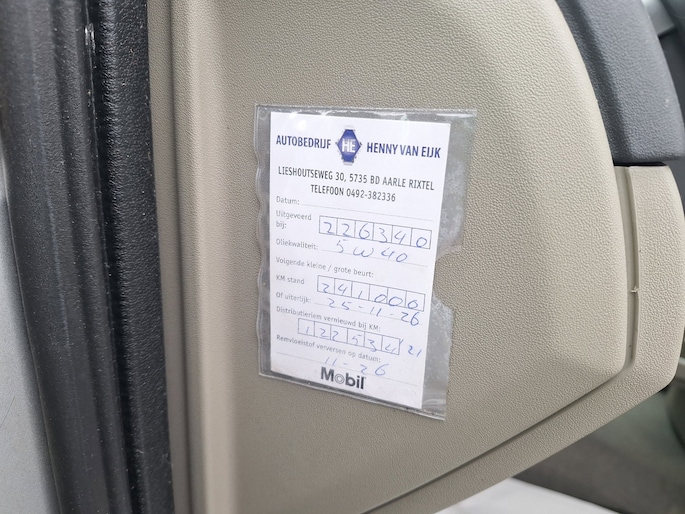 AUTOBEDRIJF HE HENNY VAN EIJK
LIESHOUTSEWEG 30, 5735 BD AARLE RIXTEL
TELEFOON 0492-382336
Datum:
Uitgevoerd bij: 226340
Oliekwaliteit: 5W40
Volgende kleine / grote beurt:
KM stand 241000
Of uiterlijk: 25-11-26
Distributieriem vernieuwd bij KM:
122534 '21
Remvloeistof verversen op datum:
11-26
Mobil